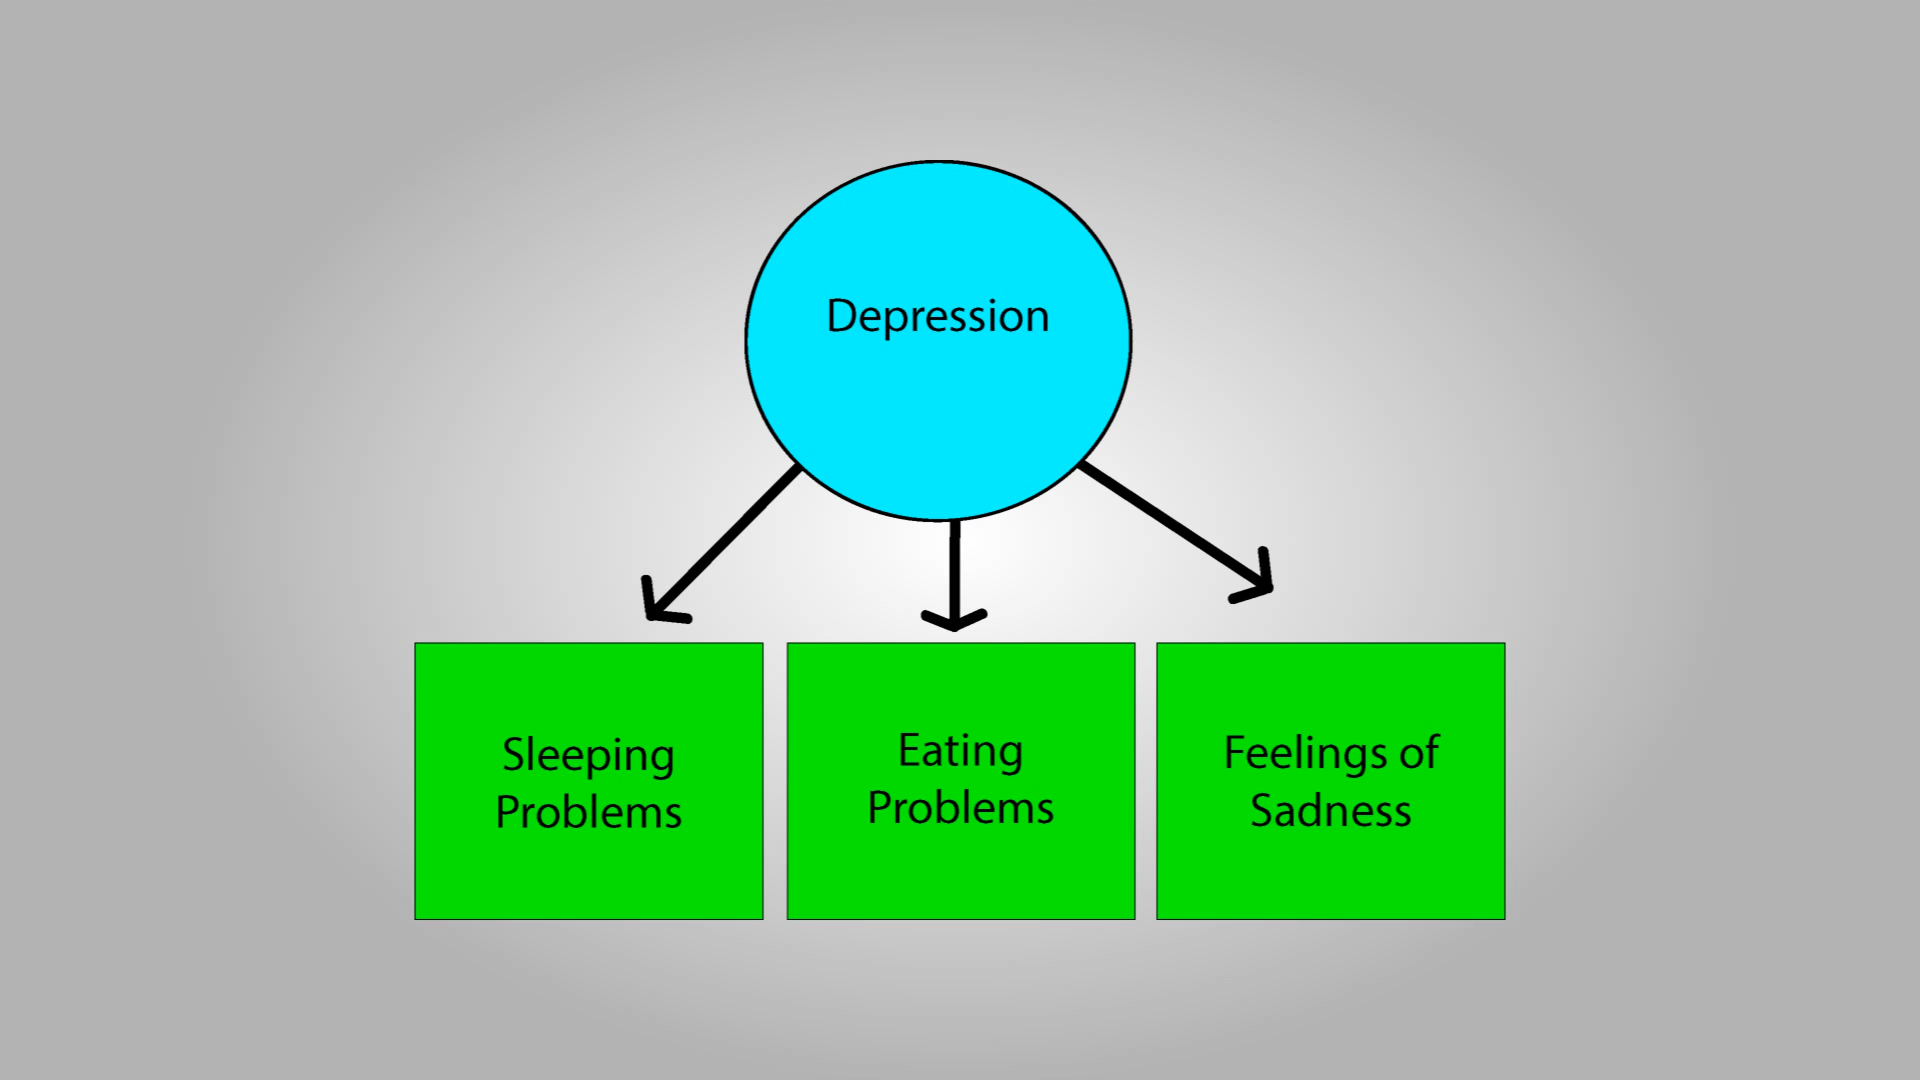 Depression
Sleeping
Problems
Eating
Problems
Feelings of
Sadness